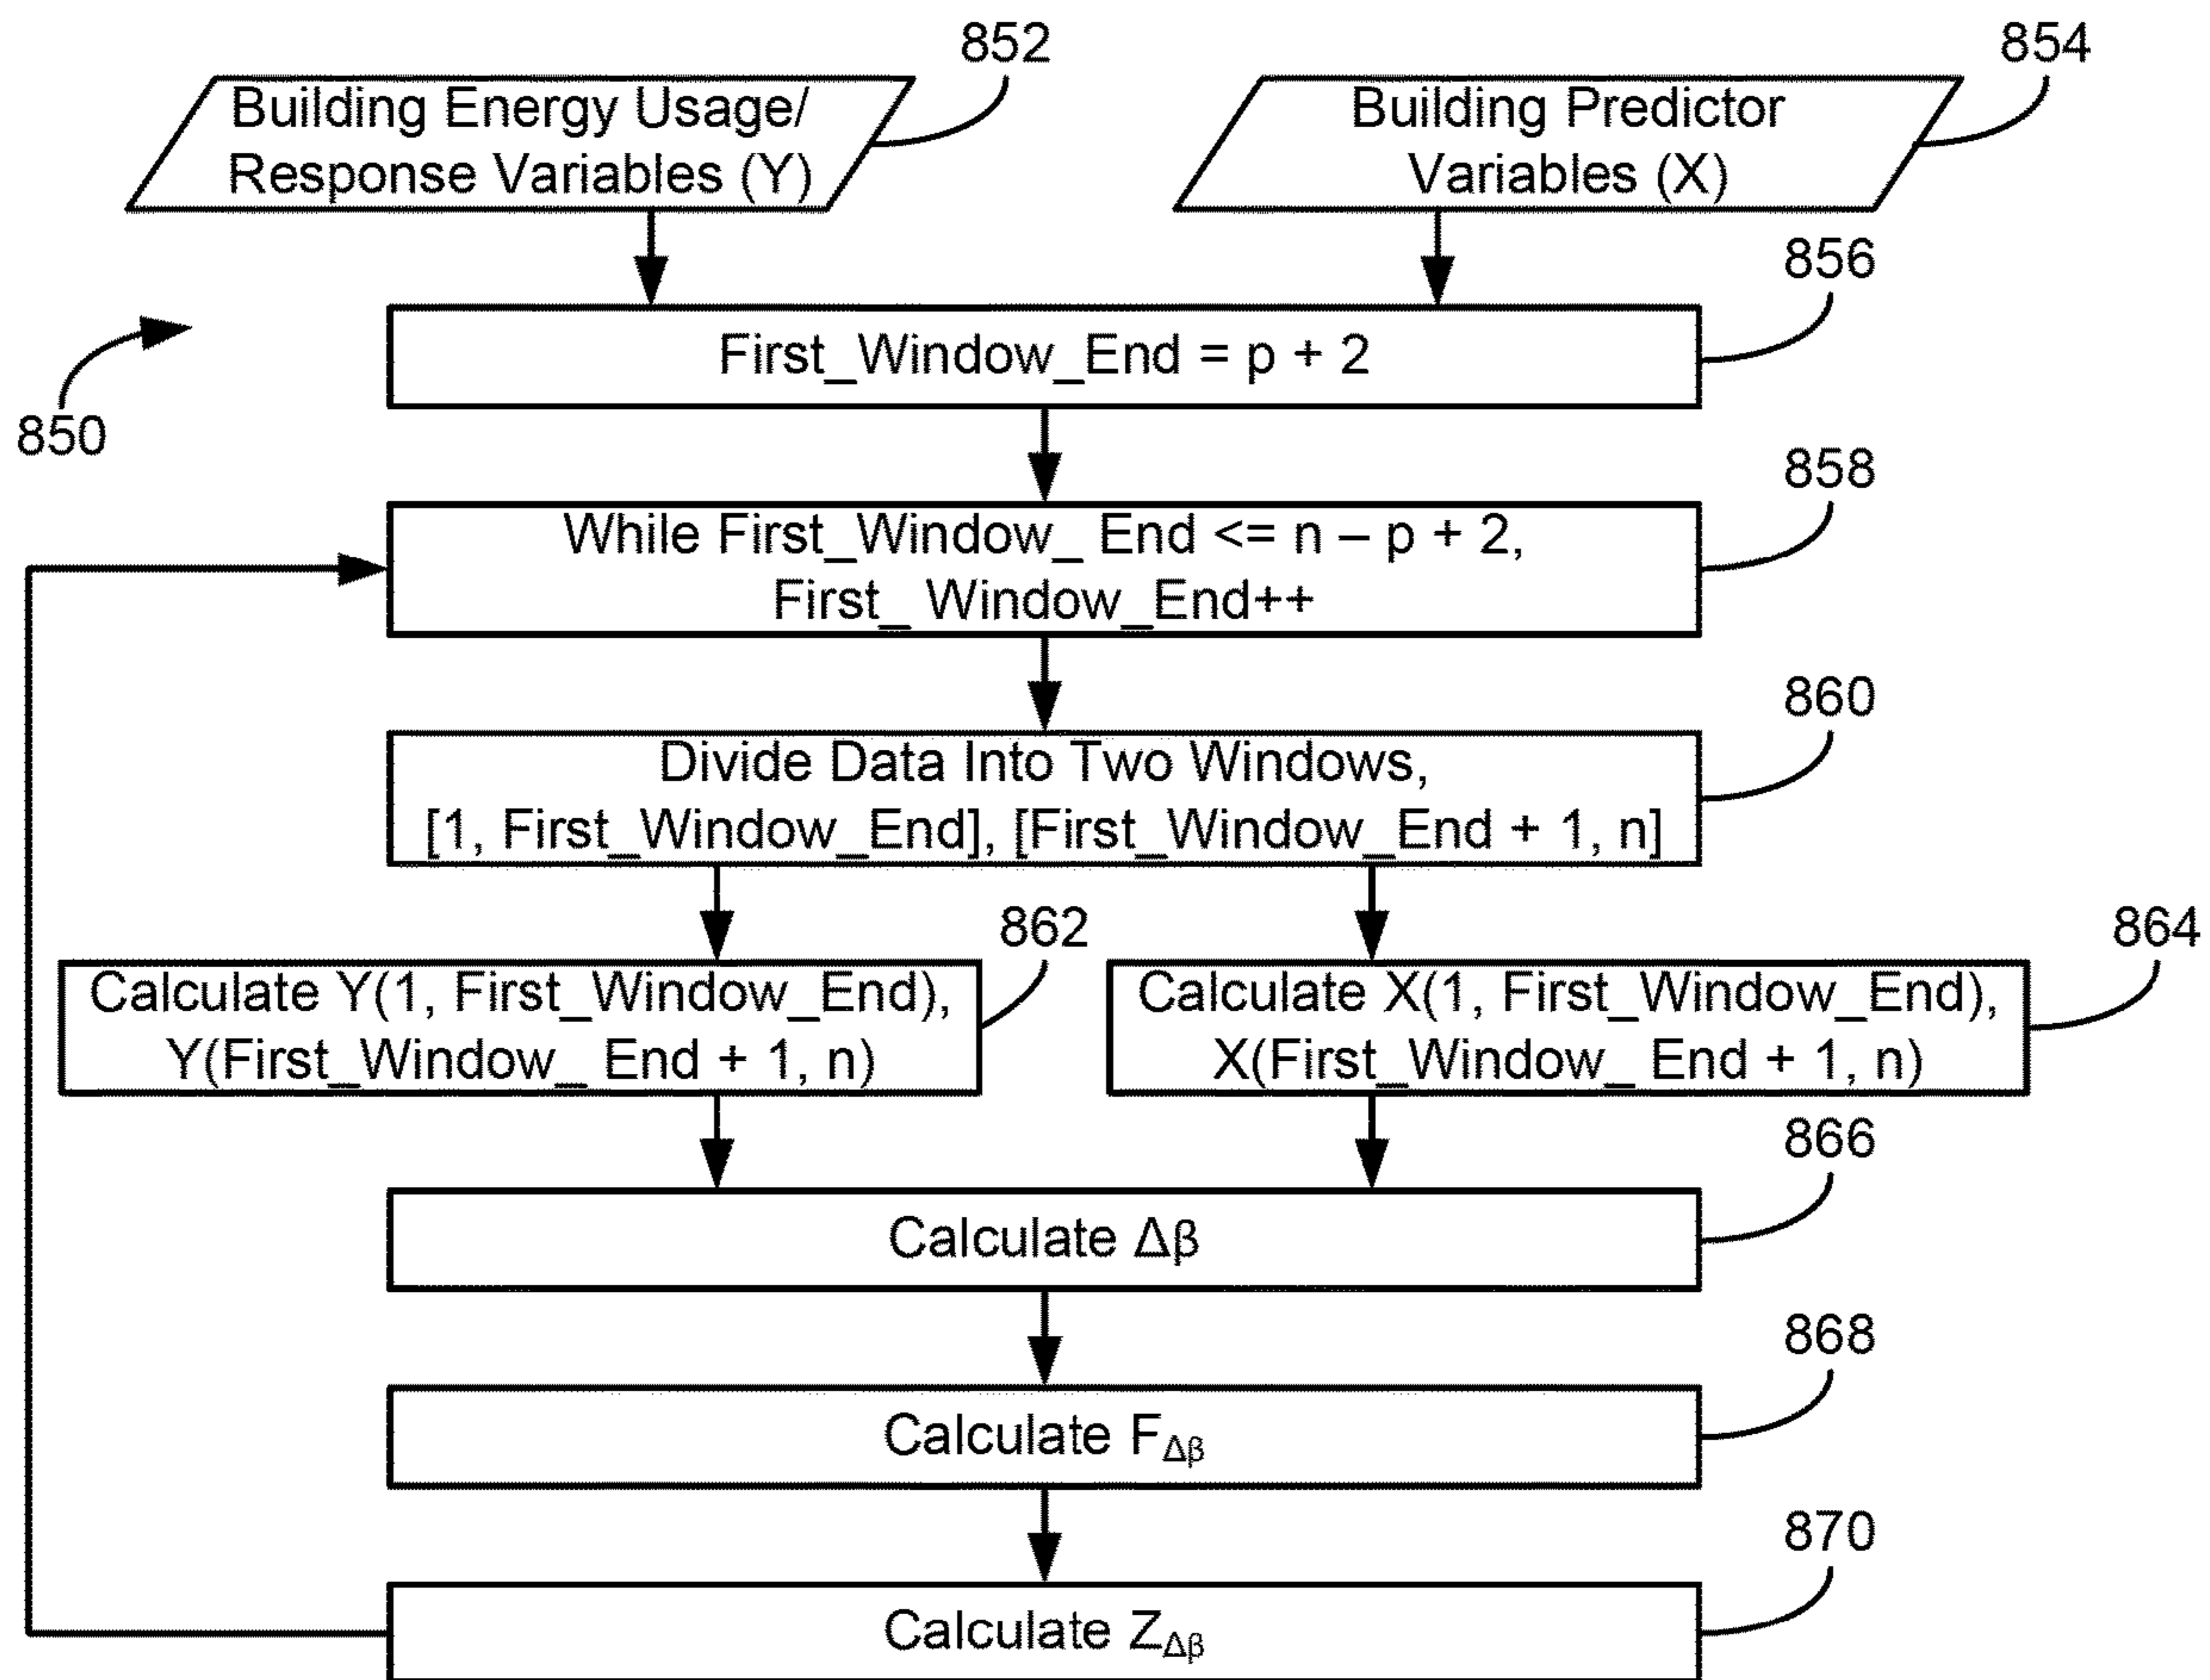 852
854
Building Energy Usage/
Response Variables (Y)
Building Predictor
Variables (X)
856
First_Window_End = p + 2
850
858
While First_Window_ End <= n – p + 2,
First_ Window_End++
860
Divide Data Into Two Windows,
[1, First_Window_End], [First_Window_End + 1, n]
862
864
Calculate Y(1, First_Window_End),
Y(First_Window_ End + 1, n)
Calculate X(1, First_Window_End),
X(First_Window_ End + 1, n)
866
Calculate Δβ
868
Calculate FΔβ
870
Calculate ZΔβ